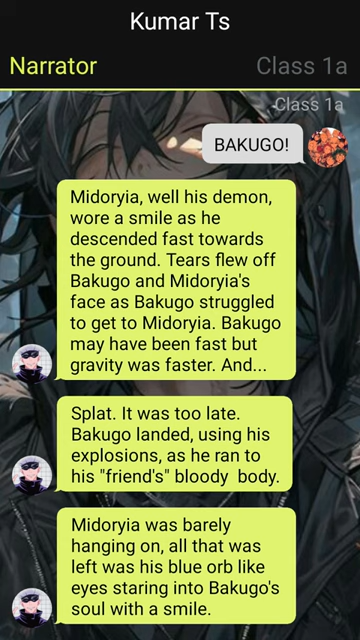 Kumar Ts
Narrator
Class 1a
Class 1a
BAKUGO!
Midoryia, well his demon,
wore a smile as he
descended fast towards
the ground. Tears flew off
Bakugo and Midoryia's
face as Bakugo struggled
to get to Midoryia. Bakugo
may have been fast but
gravity was faster. And...
Splat. It was too late.
Bakugo landed, using his
explosions, as he ran to
his "friend's" bloody body.
Midoryia was barely
hanging on, all that was
left was his blue orb like
eyes staring into Bakugo's
soul with a smile.